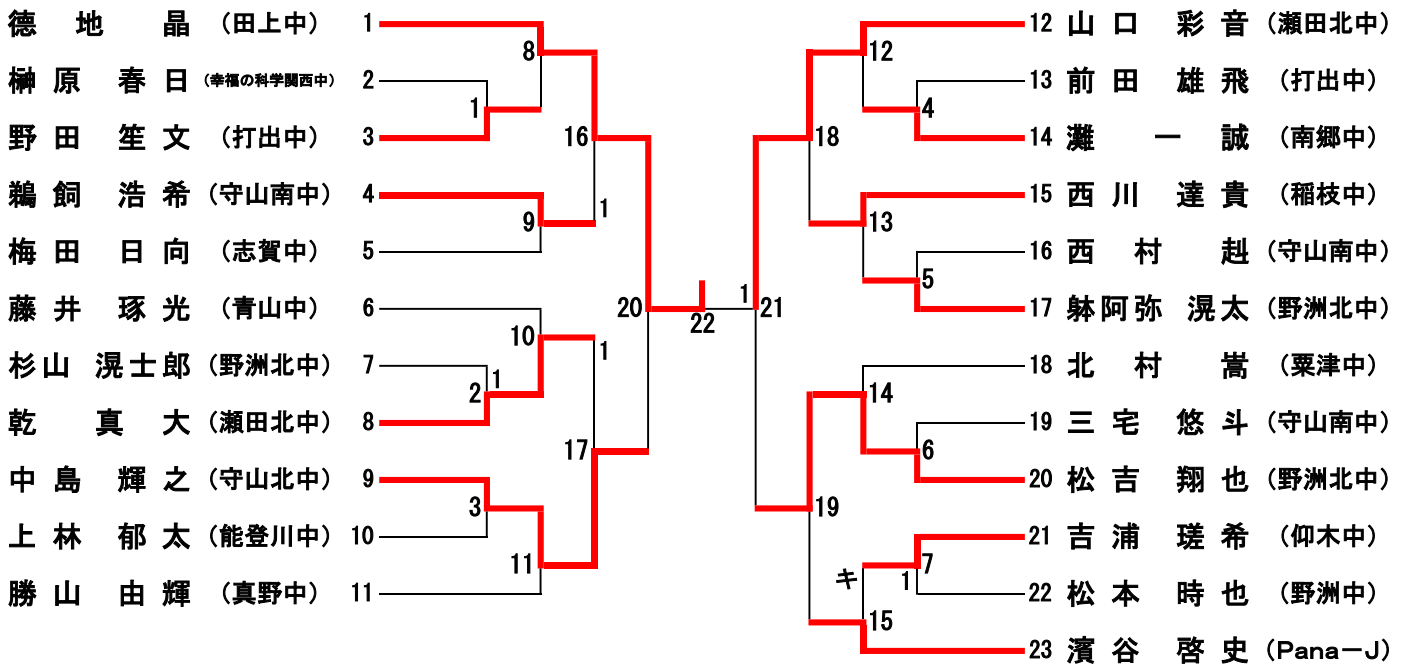 德地 晶 (田上中) 1
榊原 春日 (幸福の科学関西中) 2
野田 笙文 (打出中) 3
鵜飼 浩希 (守山南中) 4
梅田 日向 (志賀中) 5
藤井 琢光 (青山中) 6
杉山 滉士郎 (野洲北中) 7
乾 真大 (瀬田北中) 8
中島 輝之 (守山北中) 9
上林 郁太 (能登川中) 10
勝山 由輝 (真野中) 11
8
1
16
9
1
10
1
2
1
17
3
11
20
22
1
21
12
4
18
13
5
14
6
19
キ
7
1
15
12 山口 彩音 (瀬田北中)
13 前田 雄飛 (打出中)
14 灘 一誠 (南郷中)
15 西川 達貴 (稲枝中)
16 西村 赳 (守山南中)
17 躰阿弥 滉太 (野洲北中)
18 北村 嵩 (粟津中)
19 三宅 悠斗 (守山南中)
20 松吉 翔也 (野洲北中)
21 吉浦 瑳希 (仰木中)
22 松本 時也 (野洲中)
23 濱谷 啓史 (Pana－J)